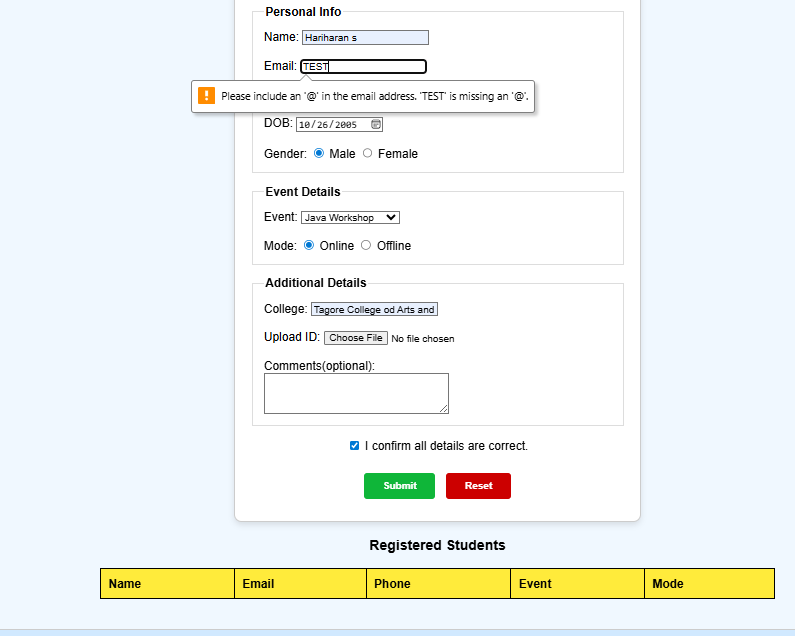 Personal Info
Name: Hariharan s
Email: TEST
Please include an '@' in the email address. 'TEST' is missing an '@'.
DOB: 10/26/2005
Gender: Male Female
Event Details
Event: Java Workshop
Mode: Online Offline
Additional Details
College: Tagore College od Arts and
Upload ID: Choose File No file chosen
Comments(optional):
I confirm all details are correct.
Submit Reset
Registered Students
Name Email Phone Event Mode